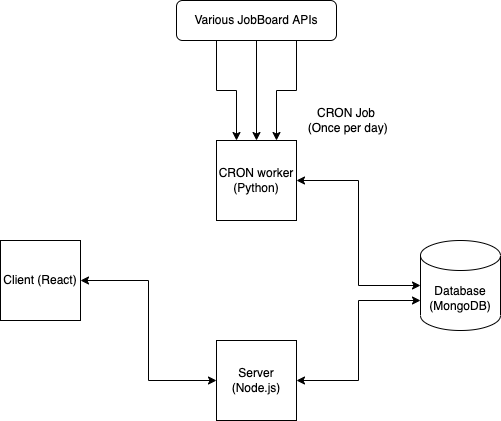 Various JobBoard APIs
CRON Job
(Once per day)
CRON worker
(Python)
Client (React)
Database
(MongoDB)
Server
(Node.js)